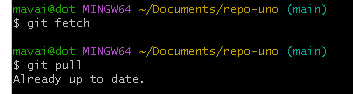 mavai@dot MINGW64 ~/Documents/repo-uno (main)
$ git fetch
mavai@dot MINGW64 ~/Documents/repo-uno (main)
$ git pull
Already up to date.